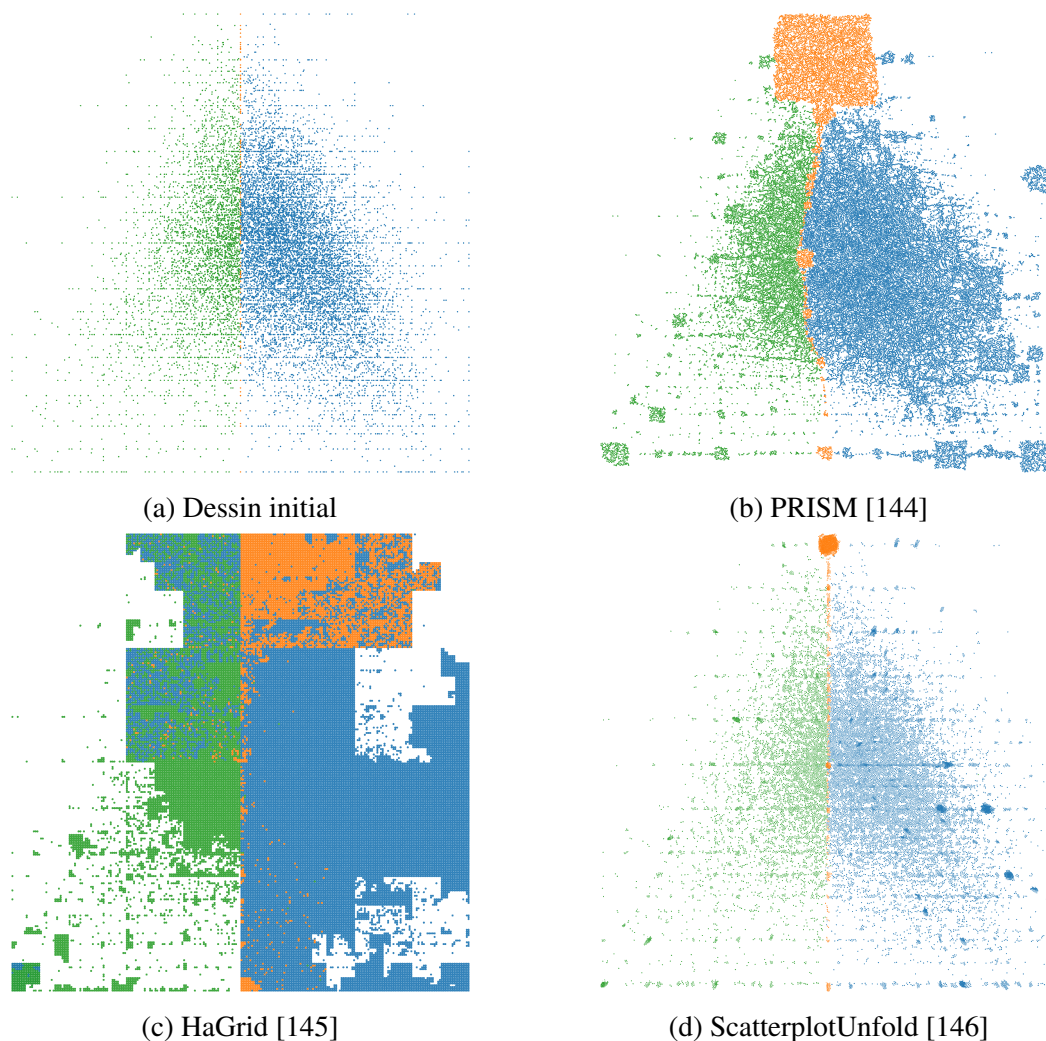 (a) Dessin initial
(b) PRISM [144]
(c) HaGrid [145]
(d) ScatterplotUnfold [146]